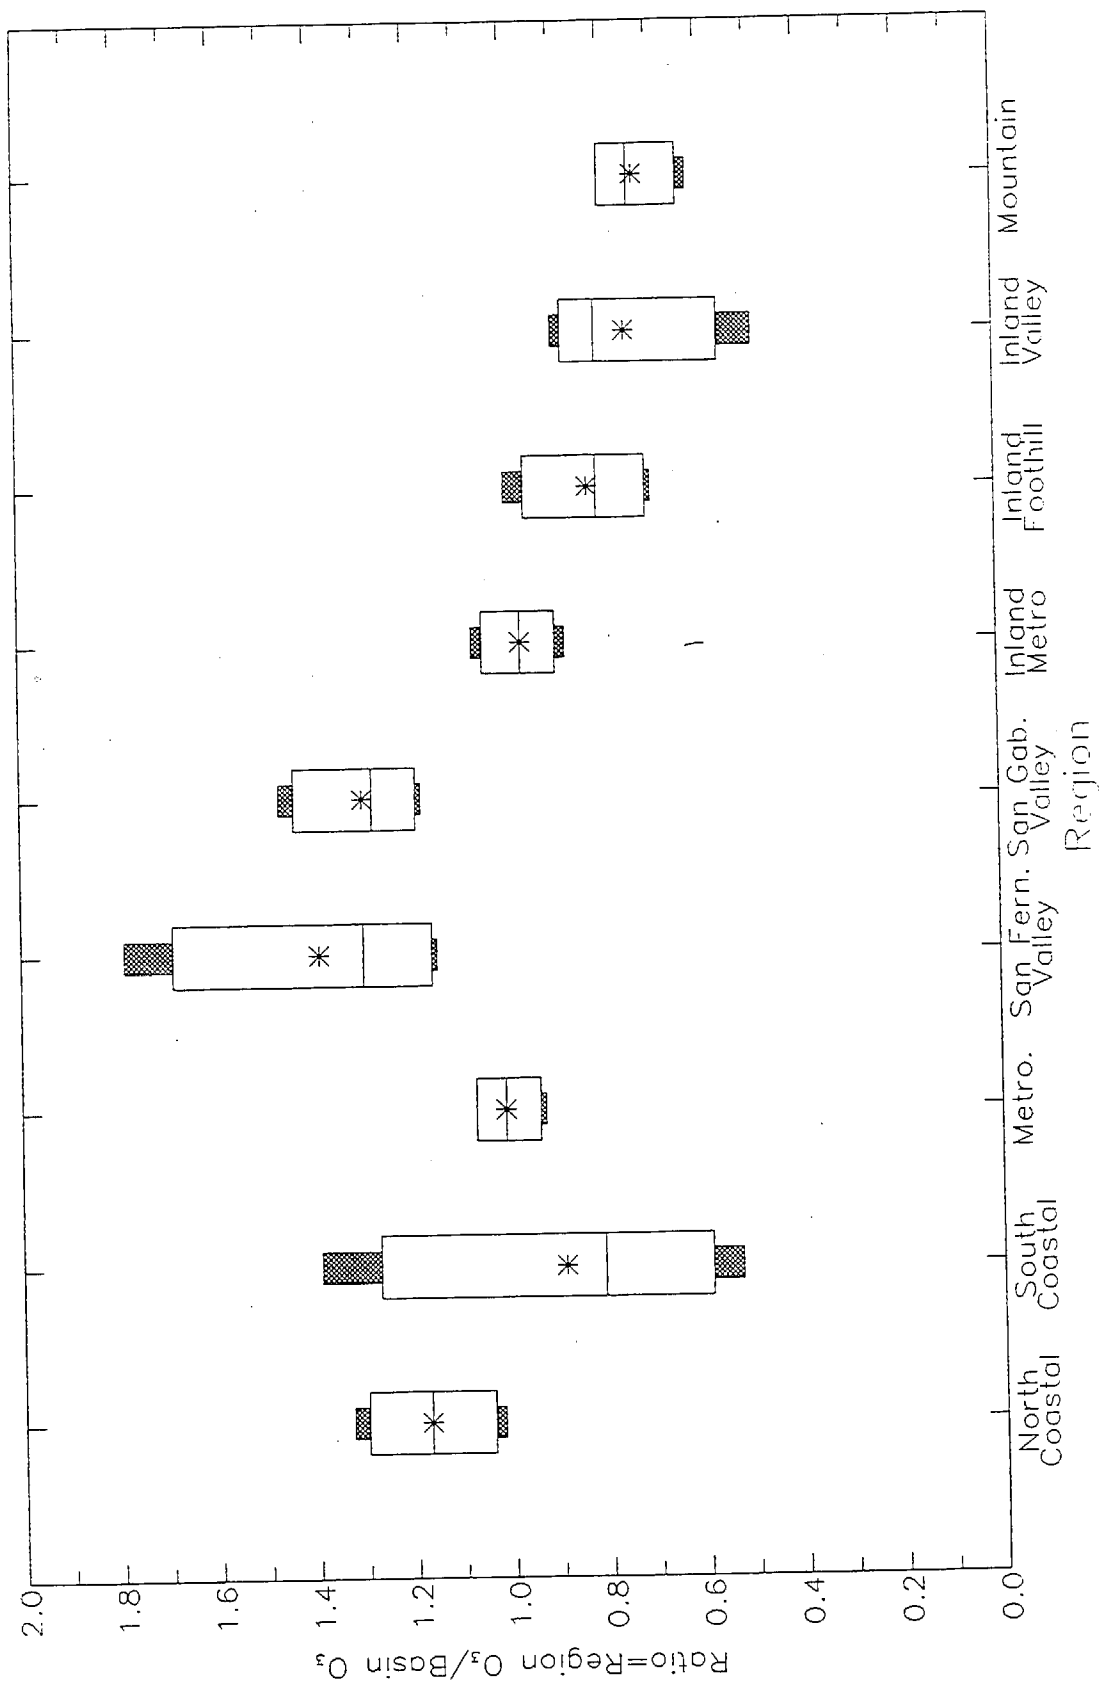 Ratio=Region O₃/Basin O₃
2.0
1.8
1.6
1.4
1.2
1.0
0.8
0.6
0.4
0.2
0.0
North
Coastal
South
Coastal
Metro.
San Fern.
Valley
San Gab.
Valley
Inland
Metro
Inland
Foothill
Inland
Valley
Mountain
Region